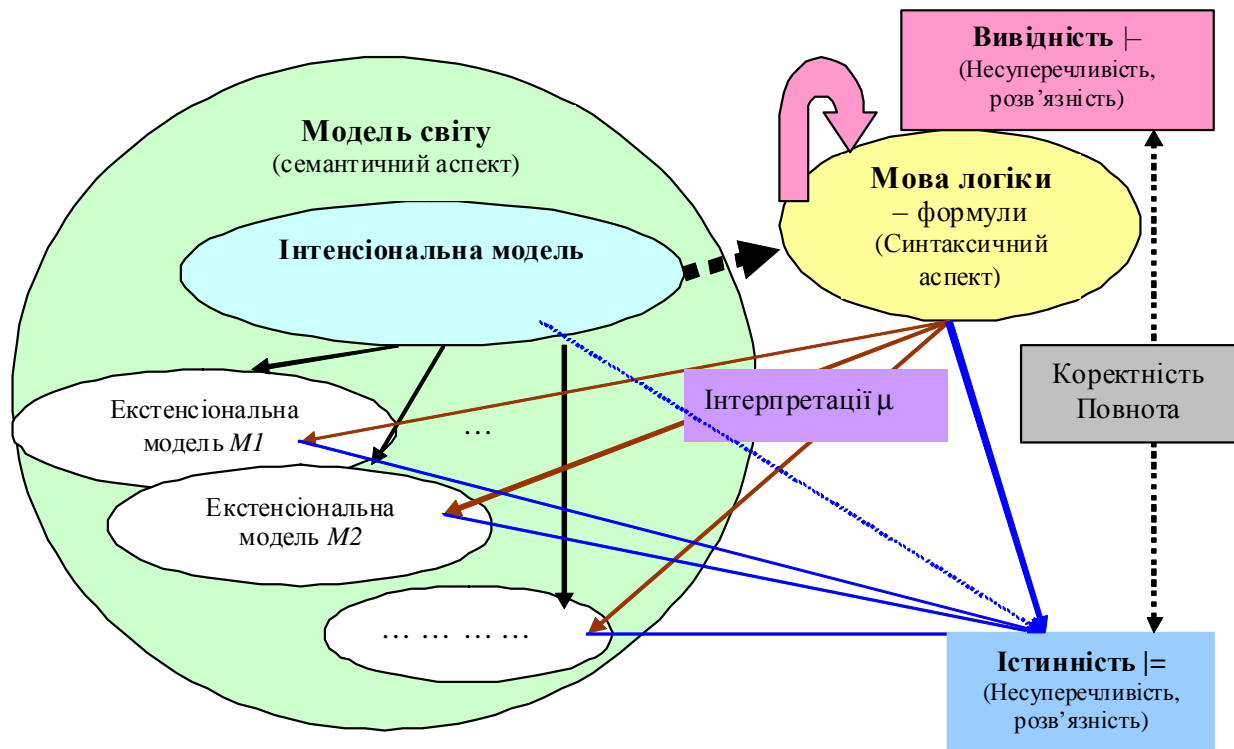 Вивідність |–
(Несуперечливість,
розв’язність)
Модель світу
(семантичний аспект)
Мова логіки
– формули
(Синтаксичний
аспект)
Інтенсіональна модель
Екстенсіональна
модель M1
…
Інтерпретації μ
Коректність
Повнота
Екстенсіональна
модель M2
… … … …
Істинність |=
(Несуперечливість,
розв’язність)